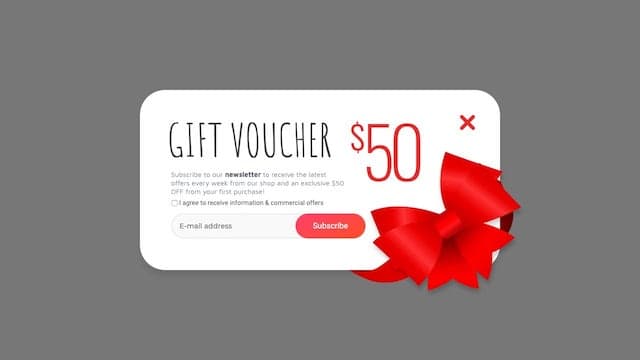 GIFT VOUCHER
$50
Subscribe to our newsletter to receive the latest
offers every week from our shop and an exclusive $50
OFF from your first purchase!
I agree to receive information & commercial offers
E-mail address
Subscribe